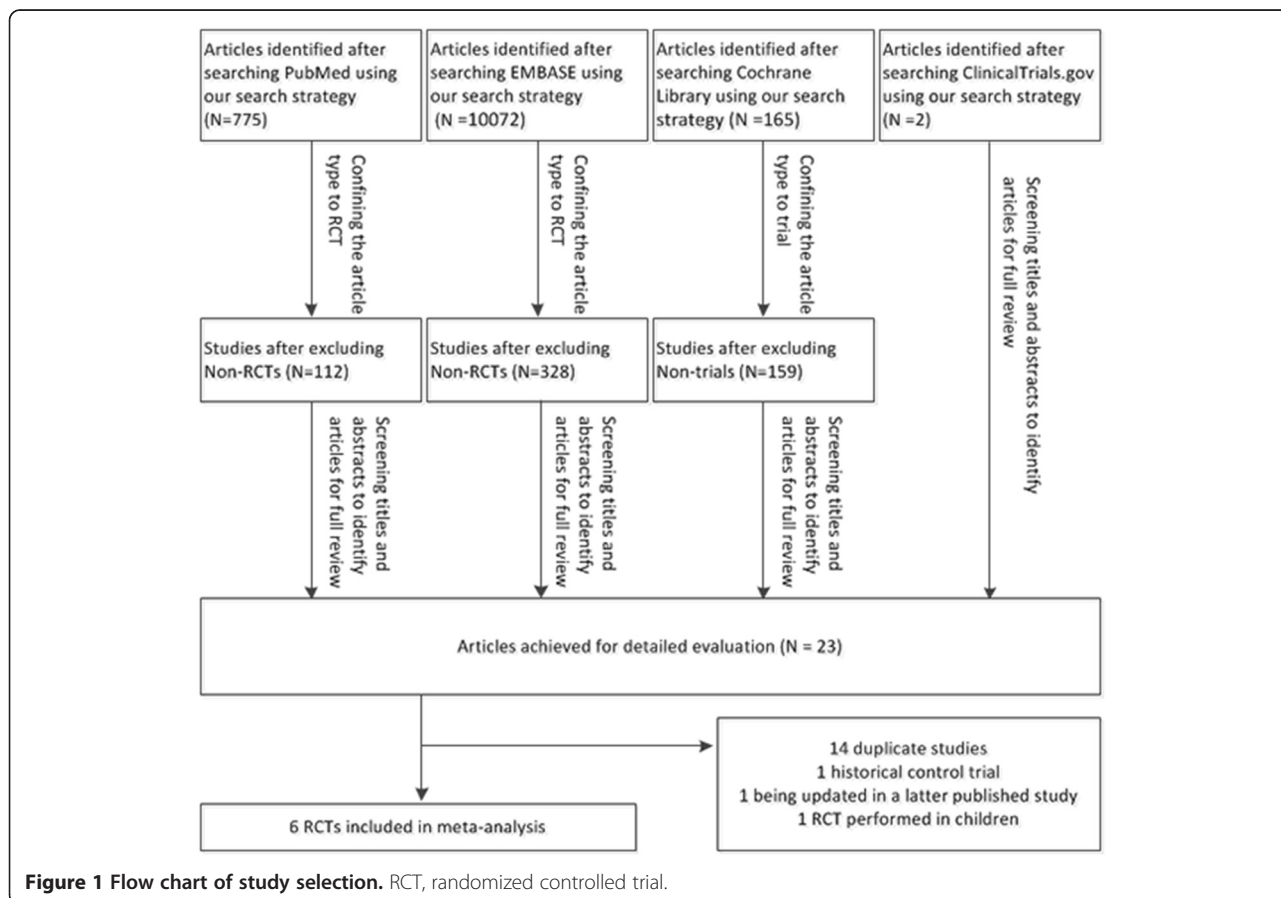 Articles identified after
searching PubMed using
our search strategy
(N=775)
Articles identified after
searching EMBASE using
our search strategy
(N =10072)
Articles identified after
searching Cochrane
Library using our search
strategy (N =165)
Articles identified after
searching ClinicalTrials.gov
using our search strategy
(N =2)
Confining the article
type to RCT
Confining the article
type to RCT
Confining the article
type to trial
Screening titles and abstracts to identify
articles for full review
Studies after excluding
Non-RCTs (N=112)
Studies after excluding
Non-RCTs (N=328)
Studies after excluding
Non-trials (N=159)
Screening titles and
abstracts to identify
articles for full review
Screening titles and
abstracts to identify
articles for full review
Screening titles and
abstracts to identify
articles for full review
Articles achieved for detailed evaluation (N = 23)
14 duplicate studies
1 historical control trial
1 being updated in a latter published study
1 RCT performed in children
6 RCTs included in meta-analysis
Figure 1 Flow chart of study selection. RCT, randomized controlled trial.